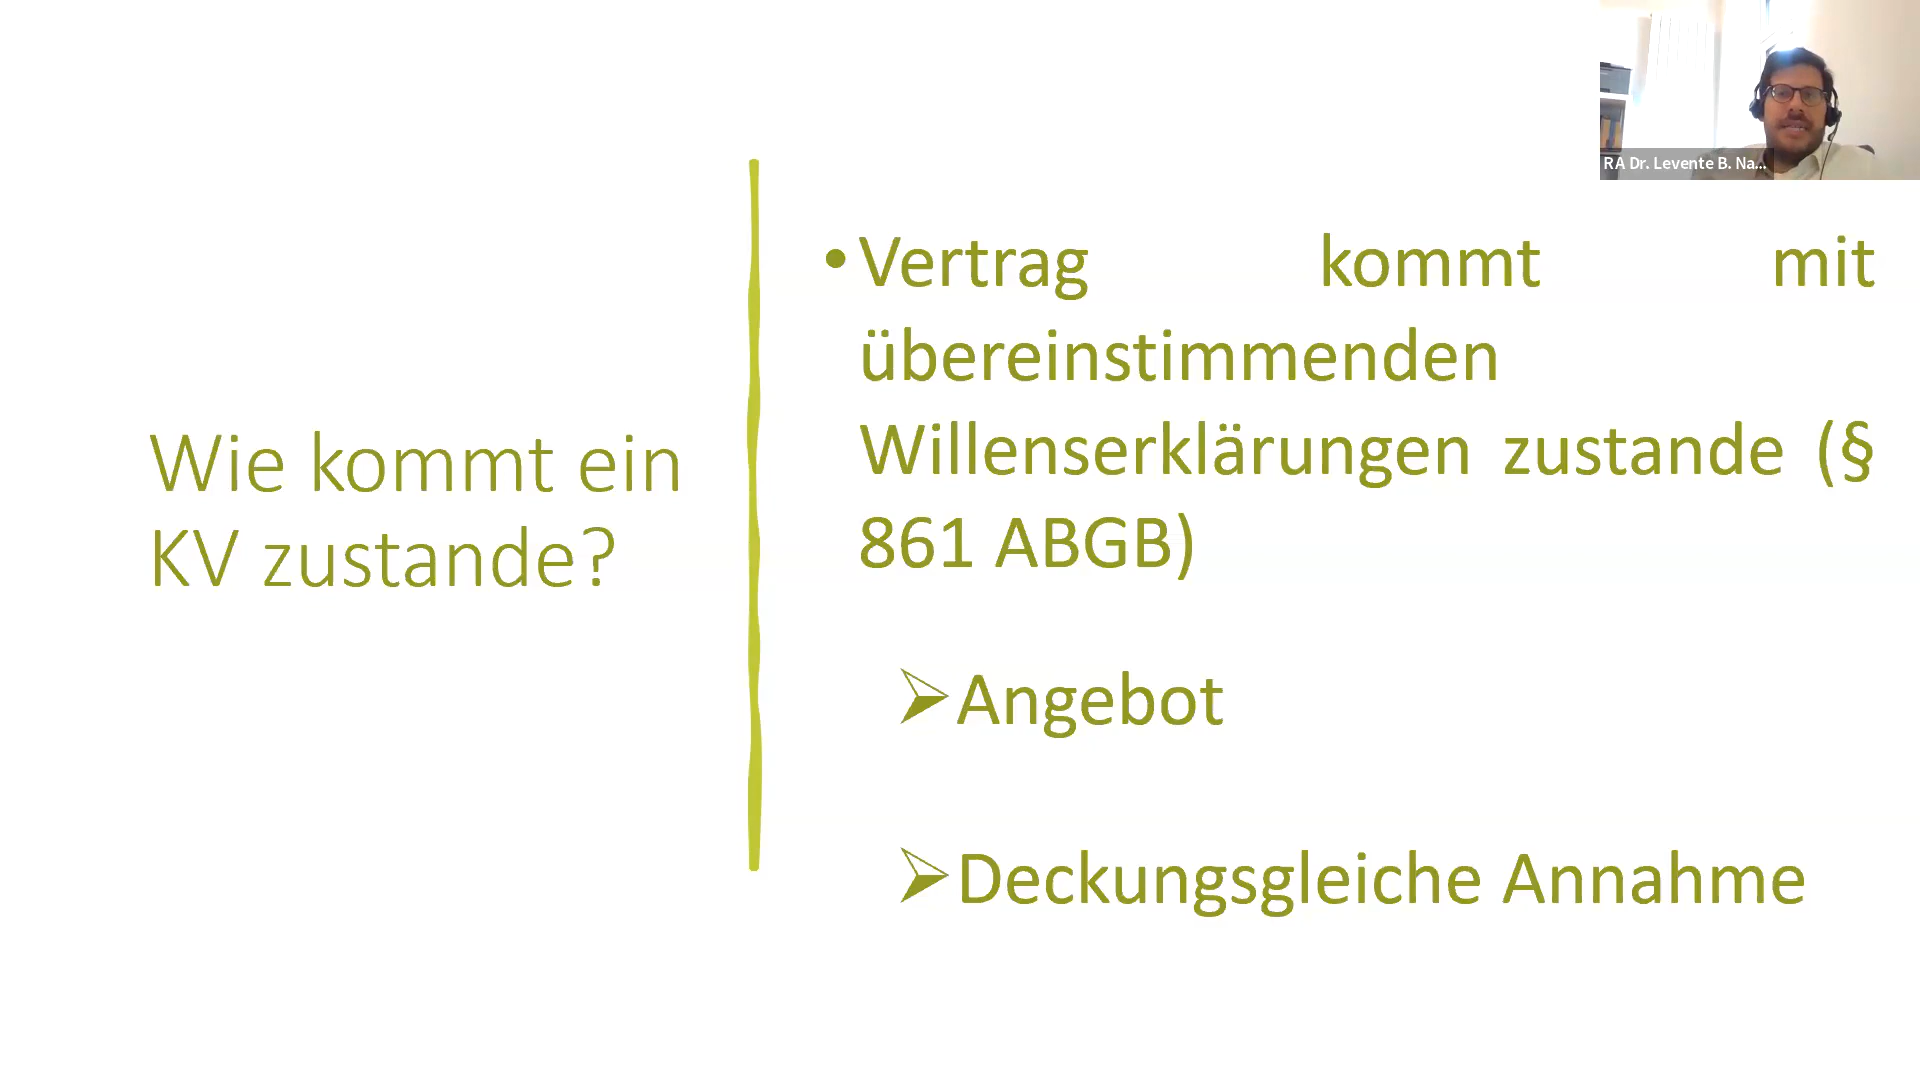 RA Dr. Levente B. Na...
Wie kommt ein
KV zustande?
• Vertrag kommt mit
übereinstimmenden
Willenserklärungen zustande (§
861 ABGB)
➢Angebot
➢Deckungsgleiche Annahme